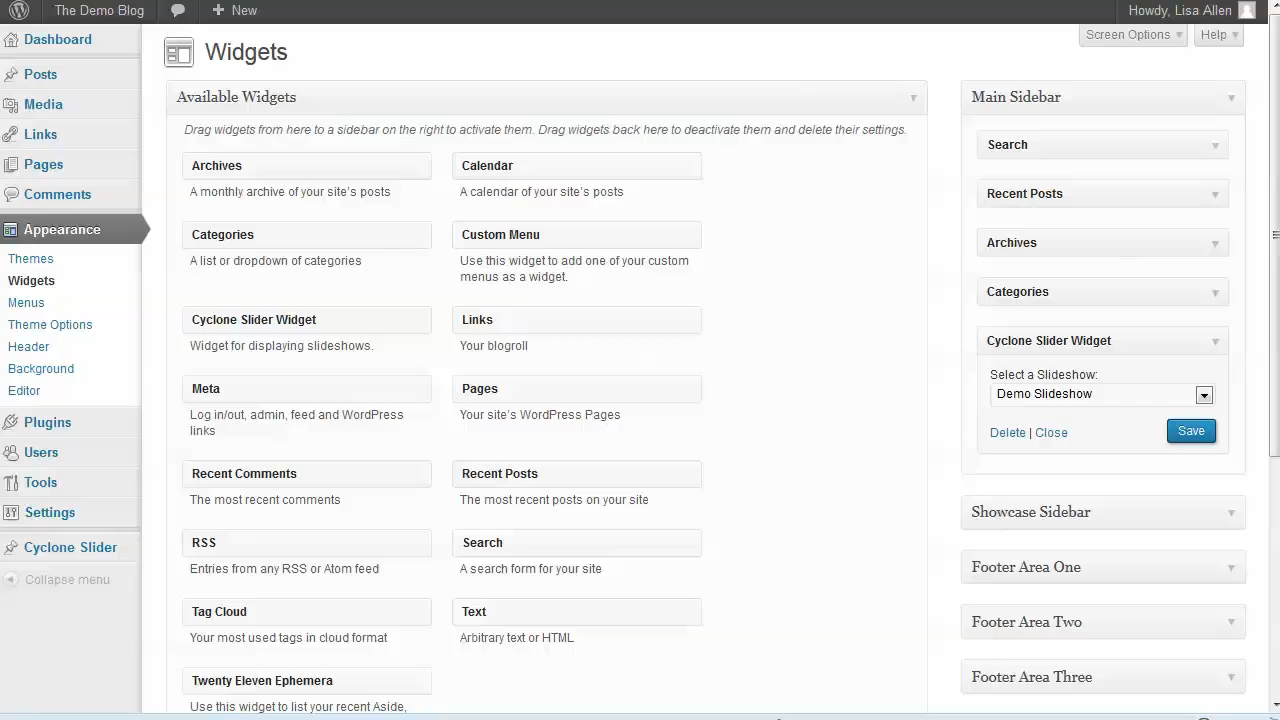 The Demo Blog
New
Howdy, Lisa Allen
Screen Options
Help
Dashboard
Posts
Media
Links
Pages
Comments
Appearance
Themes
Widgets
Menus
Theme Options
Header
Background
Editor
Plugins
Users
Tools
Settings
Cyclone Slider
Collapse menu
Widgets
Available Widgets
Drag widgets from here to a sidebar on the right to activate them. Drag widgets back here to deactivate them and delete their settings.
Archives
A monthly archive of your site's posts
Calendar
A calendar of your site's posts
Categories
A list or dropdown of categories
Custom Menu
Use this widget to add one of your custom
menus as a widget.
Cyclone Slider Widget
Widget for displaying slideshows.
Links
Your blogroll
Meta
Log in/out, admin, feed and WordPress
links
Pages
Your site's WordPress Pages
Recent Comments
The most recent comments
Recent Posts
The most recent posts on your site
RSS
Entries from any RSS or Atom feed
Search
A search form for your site
Tag Cloud
Your most used tags in cloud format
Text
Arbitrary text or HTML
Twenty Eleven Ephemera
Use this widget to list your recent Aside,
Main Sidebar
Search
Recent Posts
Archives
Categories
Cyclone Slider Widget
Select a Slideshow:
Demo Slideshow
Delete | Close
Save
Showcase Sidebar
Footer Area One
Footer Area Two
Footer Area Three